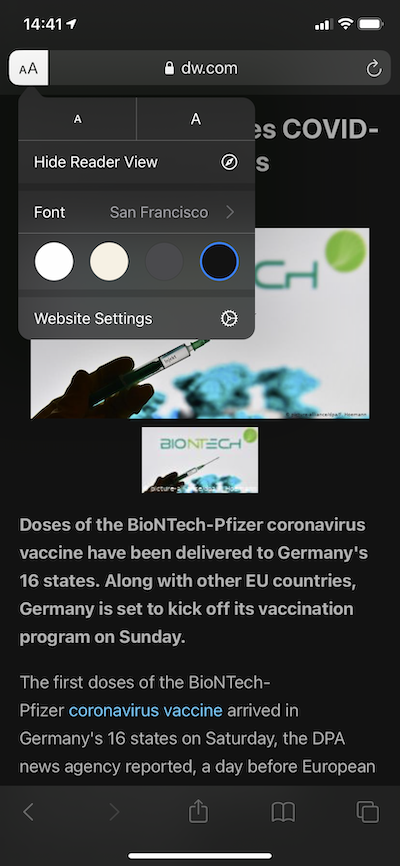 14:41
AA
dw.com
A
A
es COVID-
s
Hide Reader View
Font San Francisco
CH
Website Settings
BIONTECH
Doses of the BioNTech-Pfizer coronavirus
vaccine have been delivered to Germany's
16 states. Along with other EU countries,
Germany is set to kick off its vaccination
program on Sunday.
The first doses of the BioNTech-
Pfizer coronavirus vaccine arrived in
Germany's 16 states on Saturday, the DPA
news agency reported, a day before European